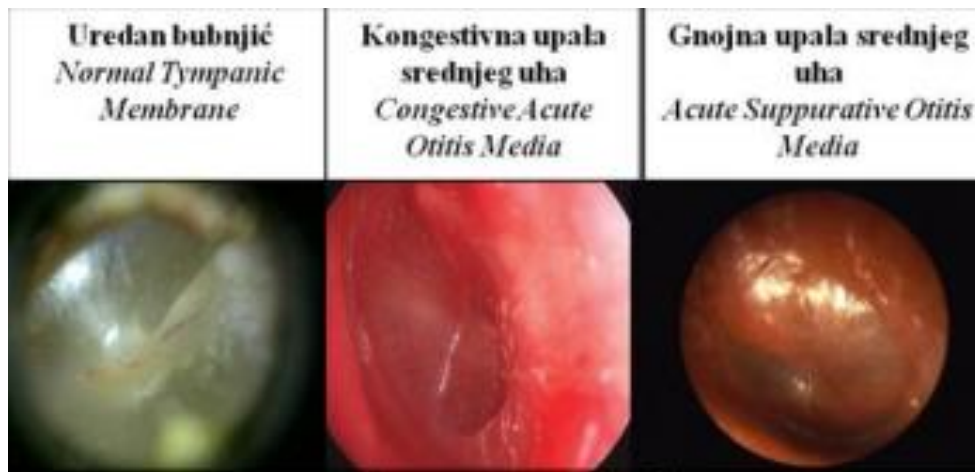 Uredan bubnjić
Normal Tympanic
Membrane
Kongestivna upala
srednjeg uha
Congestive Acute
Otitis Media
Gnojna upala srednjeg
uha
Acute Suppurative Otitis
Media